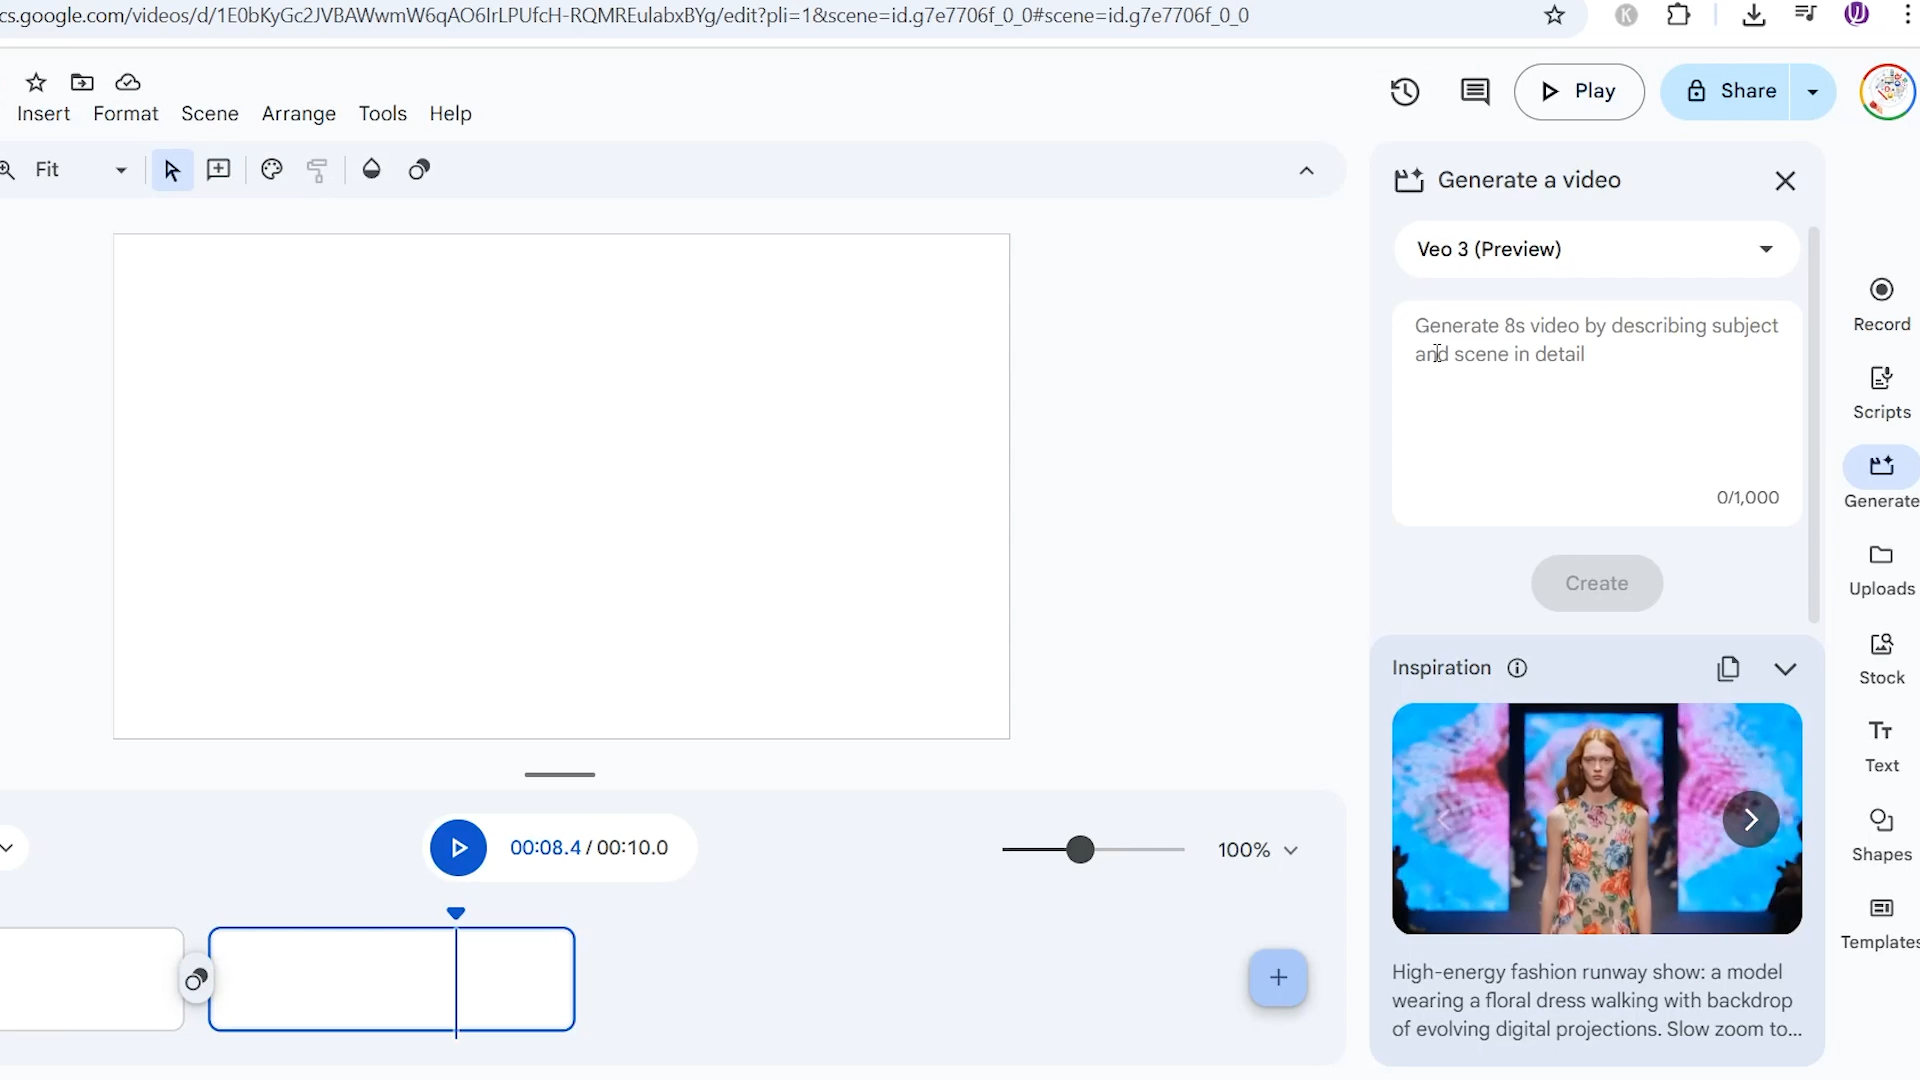 cs.google.com/videos/d/1E0bKyGc2JVBAWwmW6qAO6IrLPUfcH-RQMREulabxBYg/edit?pli=1&scene=id.g7e7706f_0_0#scene=id.g7e7706f_0_0
K
Insert Format Scene Arrange Tools Help
Play
Share
Fit
Generate a video
Veo 3 (Preview)
Generate 8s video by describing subject
and scene in detail
0/1,000
Create
Record
Scripts
Generate
Uploads
Stock
Tt
Text
Shapes
Templates
Inspiration
High-energy fashion runway show: a model
wearing a floral dress walking with backdrop
of evolving digital projections. Slow zoom to...
00:08.4 / 00:10.0
100%